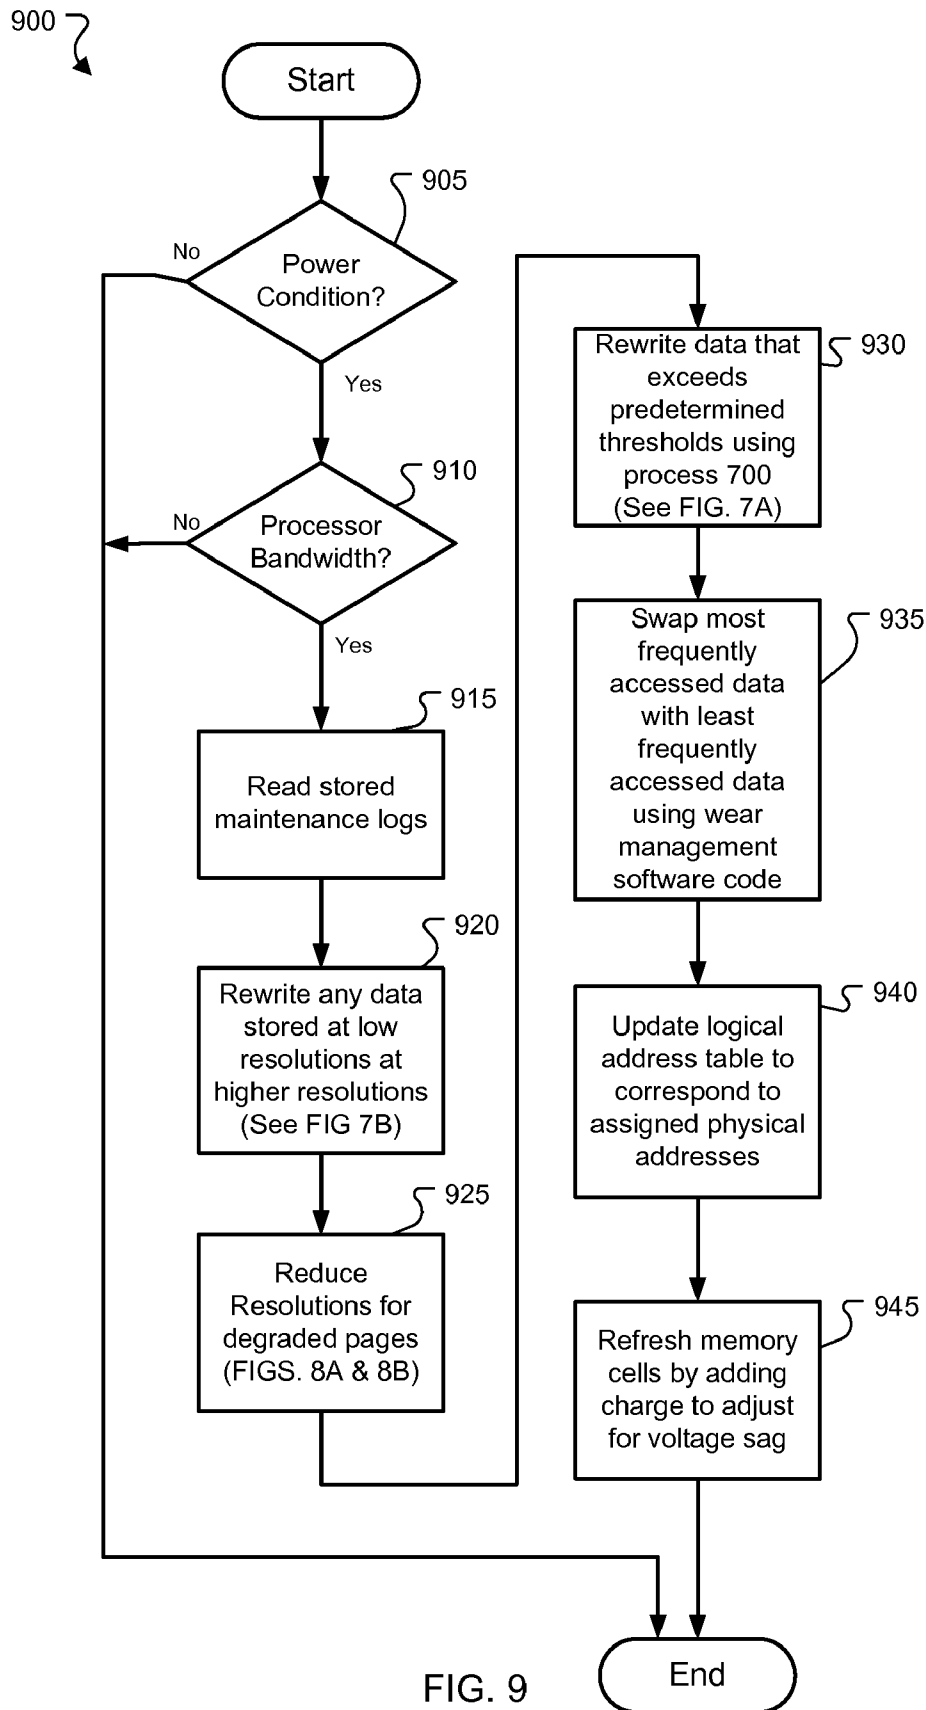 900
Start
905
No
Power
Condition?
Yes
910
No
Processor
Bandwidth?
Yes
915
Read stored
maintenance logs
920
Rewrite any data
stored at low
resolutions at
higher resolutions
(See FIG 7B)
925
Reduce
Resolutions for
degraded pages
(FIGS. 8A & 8B)
930
Rewrite data that
exceeds
predetermined
thresholds using
process 700
(See FIG. 7A)
935
Swap most
frequently
accessed data
with least
frequently
accessed data
using wear
management
software code
940
Update logical
address table to
correspond to
assigned physical
addresses
945
Refresh memory
cells by adding
charge to adjust
for voltage sag
End
FIG. 9